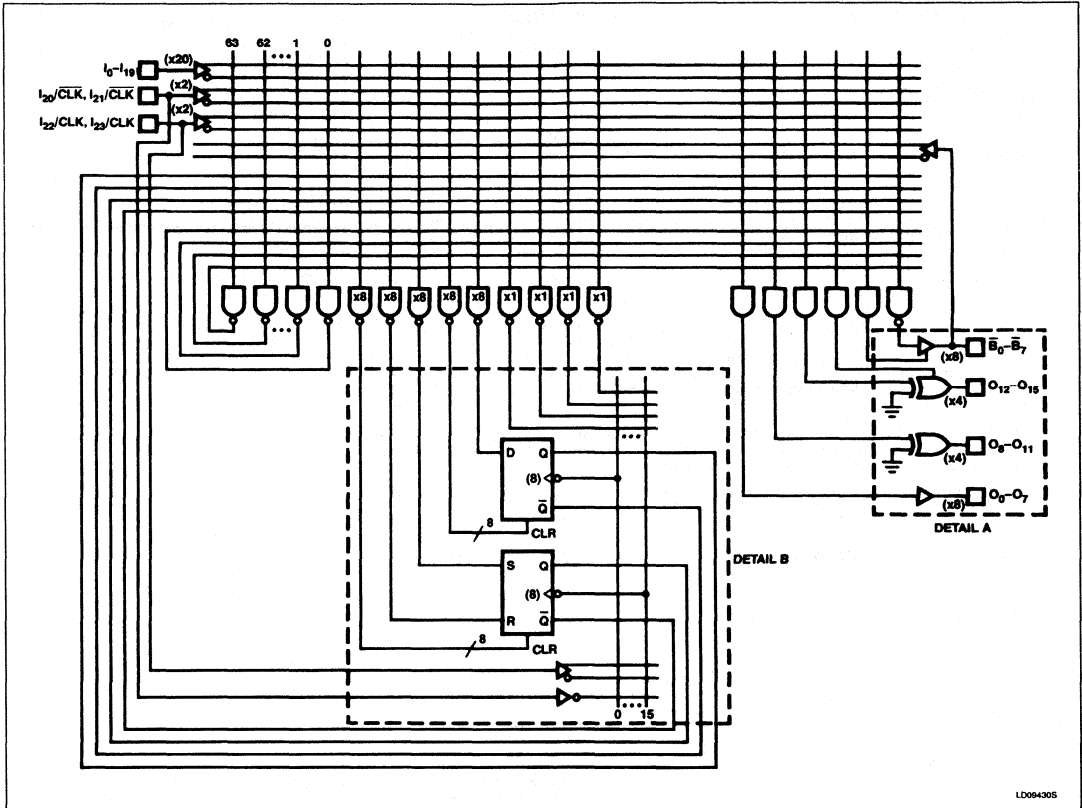 63 62 ... 1 0
I0–I19 (x20)
I20/CLK, I21/CLK (x2)
I22/CLK, I23/CLK (x2)
x8 x8 x8 x8 x8 x1 x1 x1 x1
B̅0–B̅7
(x8)
O12–O15
(x4)
O8–O11
(x4)
O0–O7
(x8)
DETAIL A
...
D Q
(8)
Q̅
8
CLR
DETAIL B
S Q
(8)
R Q̅
8
CLR
0 ... 15
LD09430S